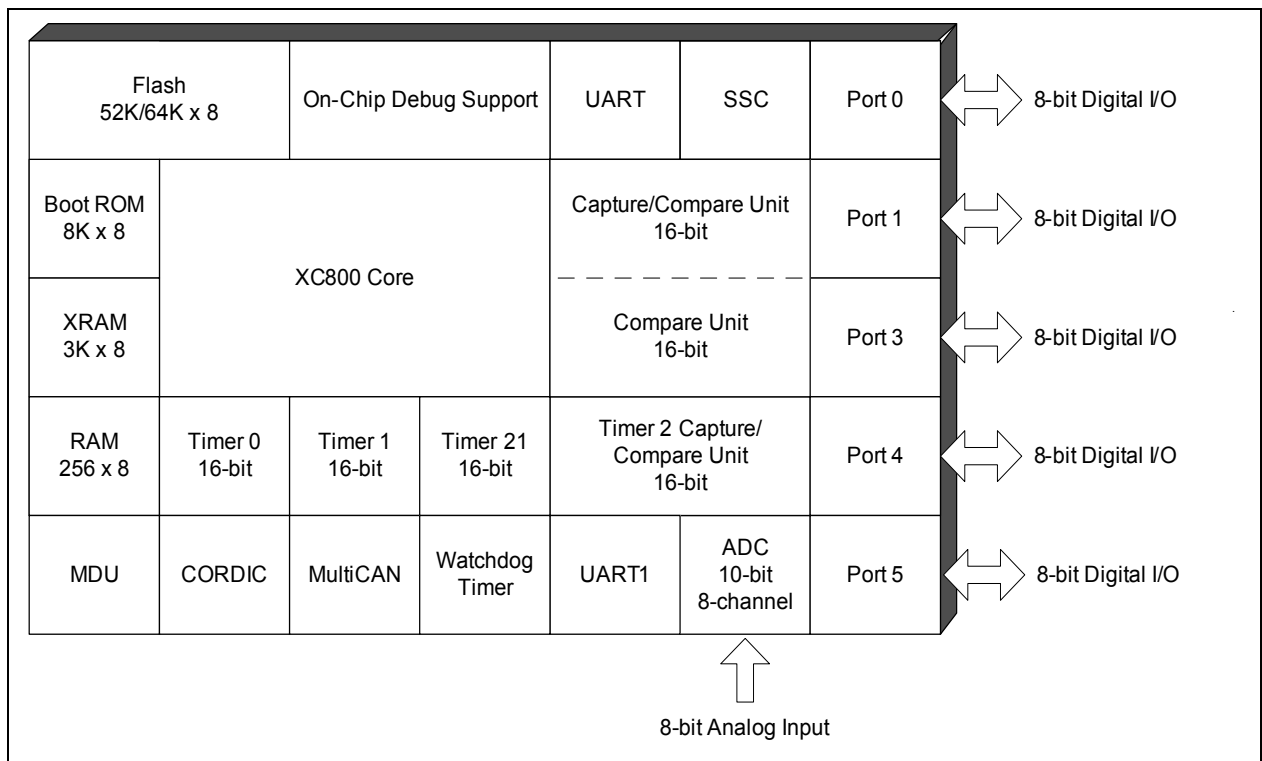 Flash
52K/64K x 8
On-Chip Debug Support
UART
SSC
Port 0
8-bit Digital I/O
Boot ROM
8K x 8
XC800 Core
Capture/Compare Unit
16-bit
Port 1
8-bit Digital I/O
XRAM
3K x 8
Compare Unit
16-bit
Port 3
8-bit Digital I/O
RAM
256 x 8
Timer 0
16-bit
Timer 1
16-bit
Timer 21
16-bit
Timer 2 Capture/
Compare Unit
16-bit
Port 4
8-bit Digital I/O
MDU
CORDIC
MultiCAN
Watchdog
Timer
UART1
ADC
10-bit
8-channel
Port 5
8-bit Digital I/O
8-bit Analog Input